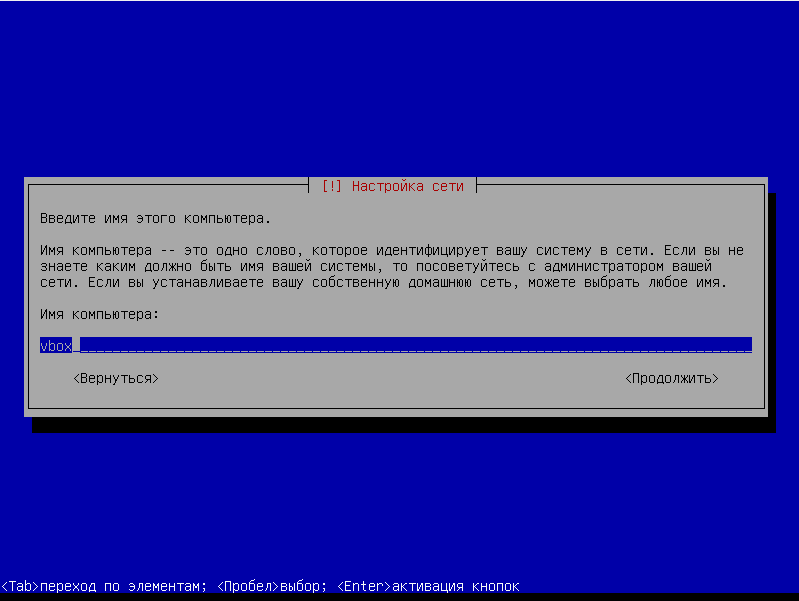 [!] Настройка сети
Введите имя этого компьютера.
Имя компьютера -- это одно слово, которое идентифицирует вашу систему в сети. Если вы не
знаете каким должно быть имя вашей системы, то посоветуйтесь с администратором вашей
сети. Если вы устанавливаете вашу собственную домашнюю сеть, можете выбрать любое имя.
Имя компьютера:
vbox
<Вернуться> <Продолжить>
<Tab>переход по элементам; <Пробел>выбор; <Enter>активация кнопок